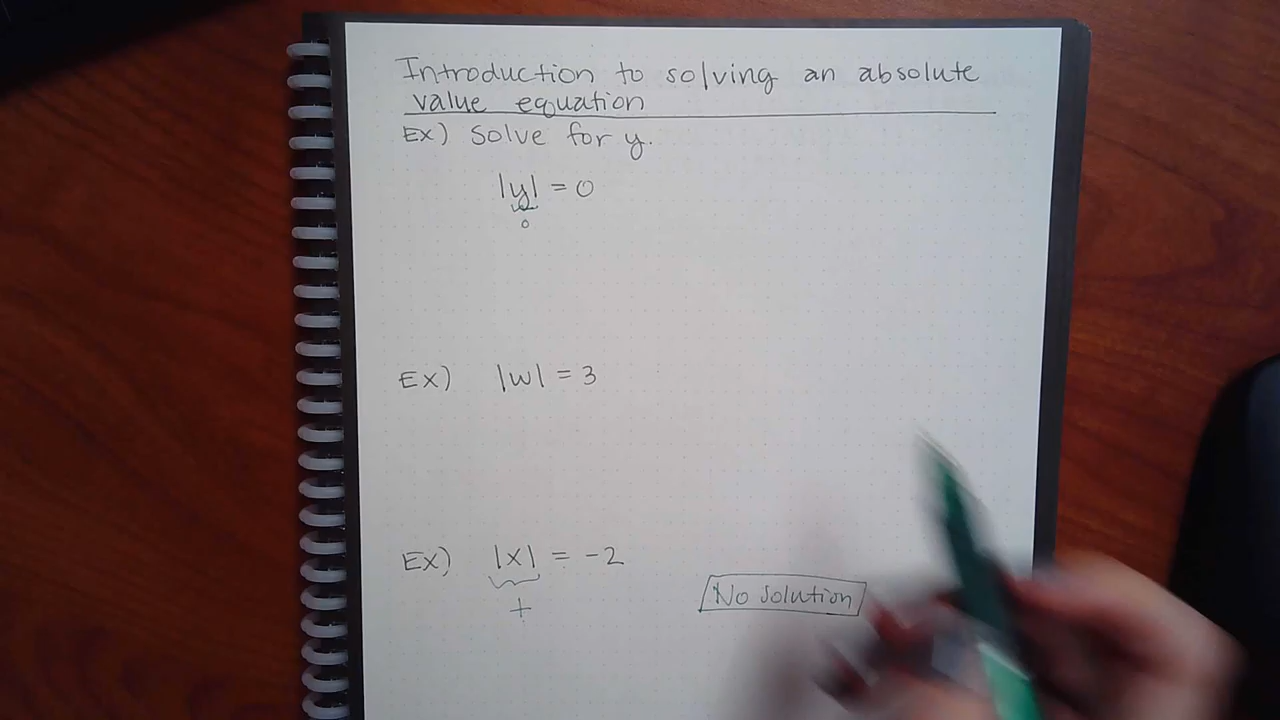 Introduction to solving an absolute
value equation
Ex) Solve for y.
|y| = 0
0
Ex) |w| = 3
Ex) |x| = -2
+
No solution